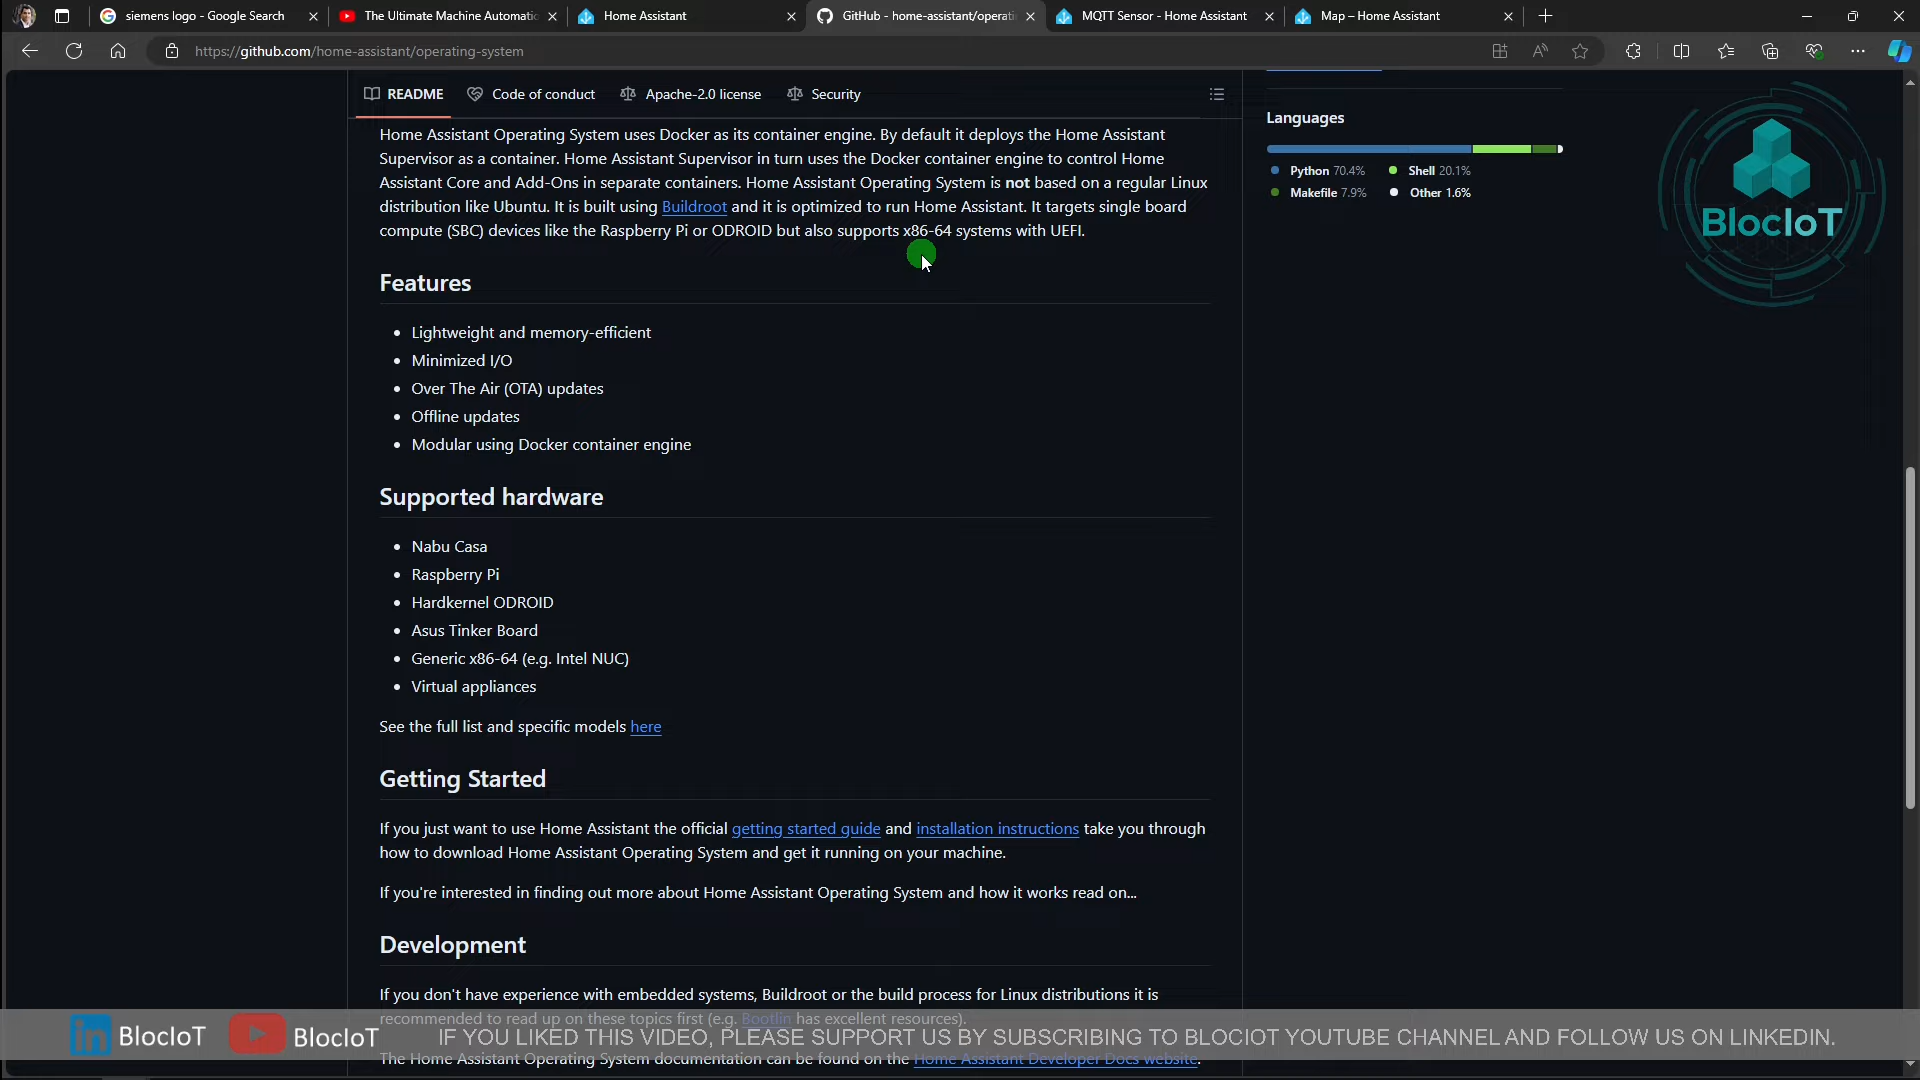 siemens logo - Google Search
The Ultimate Machine Automatic
Home Assistant
GitHub - home-assistant/operati
MQTT Sensor - Home Assistant
Map – Home Assistant
https://github.com/home-assistant/operating-system
README
Code of conduct
Apache-2.0 license
Security
Home Assistant Operating System uses Docker as its container engine. By default it deploys the Home Assistant
Supervisor as a container. Home Assistant Supervisor in turn uses the Docker container engine to control Home
Assistant Core and Add-Ons in separate containers. Home Assistant Operating System is not based on a regular Linux
distribution like Ubuntu. It is built using Buildroot and it is optimized to run Home Assistant. It targets single board
compute (SBC) devices like the Raspberry Pi or ODROID but also supports x86-64 systems with UEFI.
Features
Lightweight and memory-efficient
Minimized I/O
Over The Air (OTA) updates
Offline updates
Modular using Docker container engine
Supported hardware
Nabu Casa
Raspberry Pi
Hardkernel ODROID
Asus Tinker Board
Generic x86-64 (e.g. Intel NUC)
Virtual appliances
See the full list and specific models here
Getting Started
If you just want to use Home Assistant the official getting started guide and installation instructions take you through
how to download Home Assistant Operating System and get it running on your machine.
If you're interested in finding out more about Home Assistant Operating System and how it works read on...
Development
If you don't have experience with embedded systems, Buildroot or the build process for Linux distributions it is
recommended to read up on these topics first (e.g. Bootlin has excellent resources).
The Home Assistant Operating System documentation can be found on the Home Assistant Developer Docs website.
Languages
Python 70.4%
Shell 20.1%
Makefile 7.9%
Other 1.6%
BlocIoT
in BlocIoT
BlocIoT
IF YOU LIKED THIS VIDEO, PLEASE SUPPORT US BY SUBSCRIBING TO BLOCIOT YOUTUBE CHANNEL AND FOLLOW US ON LINKEDIN.